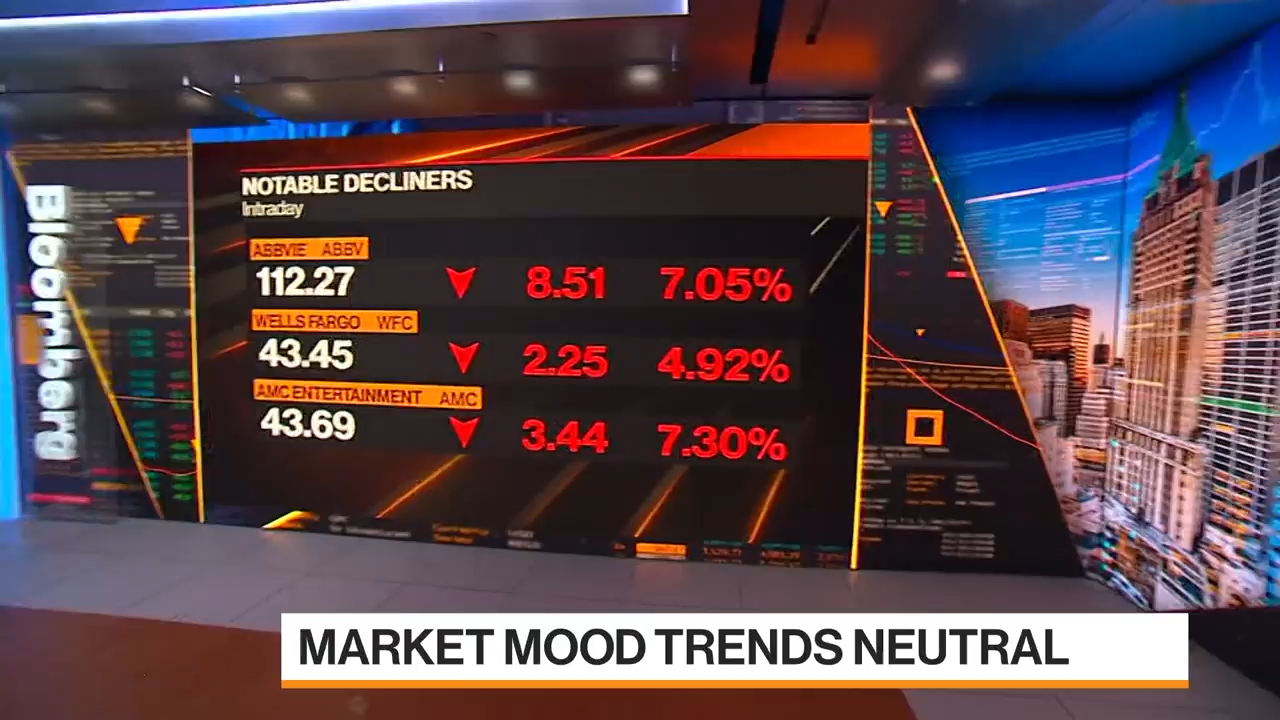 Bloomberg
NOTABLE DECLINERS
Intraday
ABBVIE ABBV
112.27 8.51 7.05%
WELLS FARGO WFC
43.45 2.25 4.92%
AMC ENTERTAINMENT AMC
43.69 3.44 7.30%
MARKET MOOD TRENDS NEUTRAL